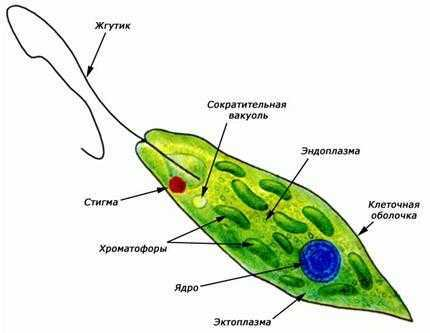 Жгутик
Сократительная
вакуоль
Эндоплазма
Стигма
Клеточная
оболочка
Хроматофоры
Ядро
Эктоплазма